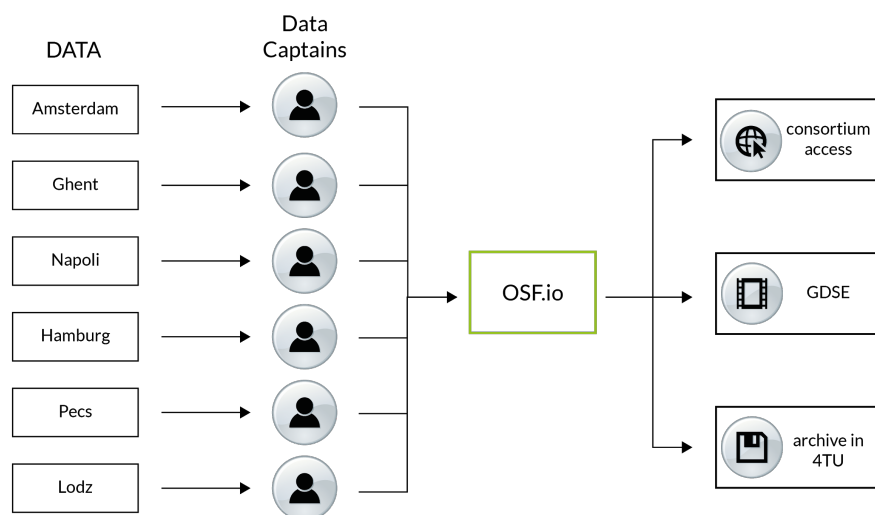 DATA
Data
Captains
Amsterdam
Ghent
Napoli
Hamburg
Pecs
Lodz
OSF.io
consortium
access
GDSE
archive in
4TU